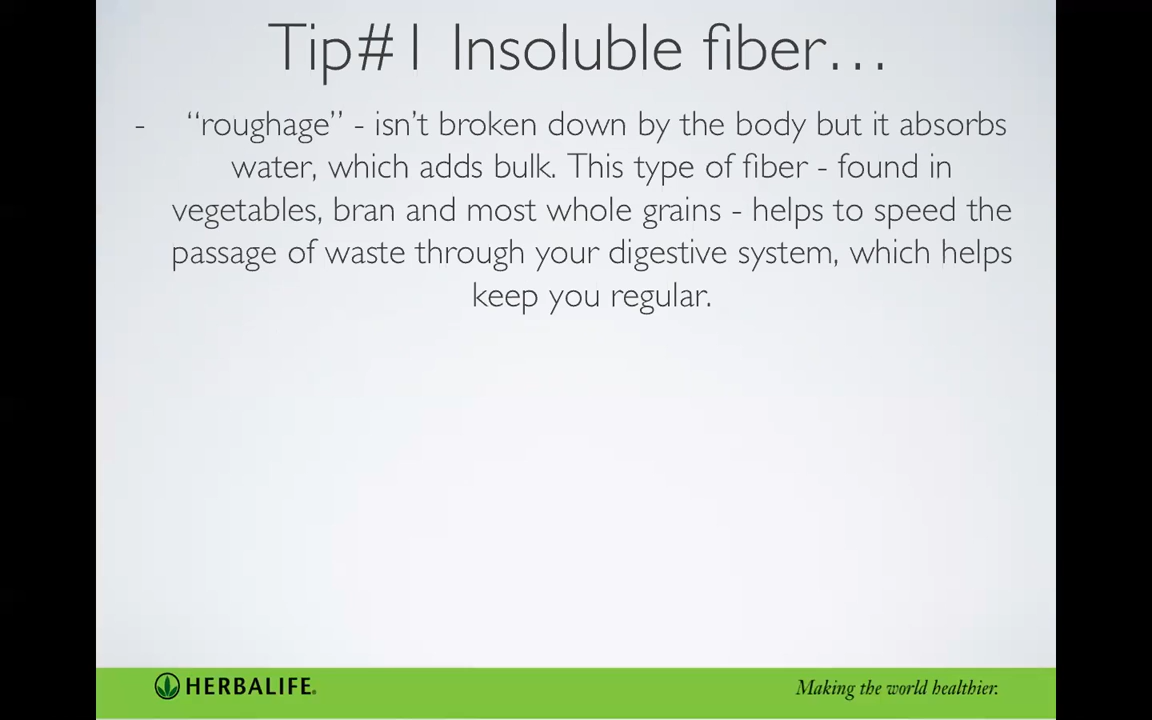 Tip#1 Insoluble fiber…
- “roughage” - isn’t broken down by the body but it absorbs
water, which adds bulk. This type of fiber - found in
vegetables, bran and most whole grains - helps to speed the
passage of waste through your digestive system, which helps
keep you regular.
HERBALIFE®
Making the world healthier.